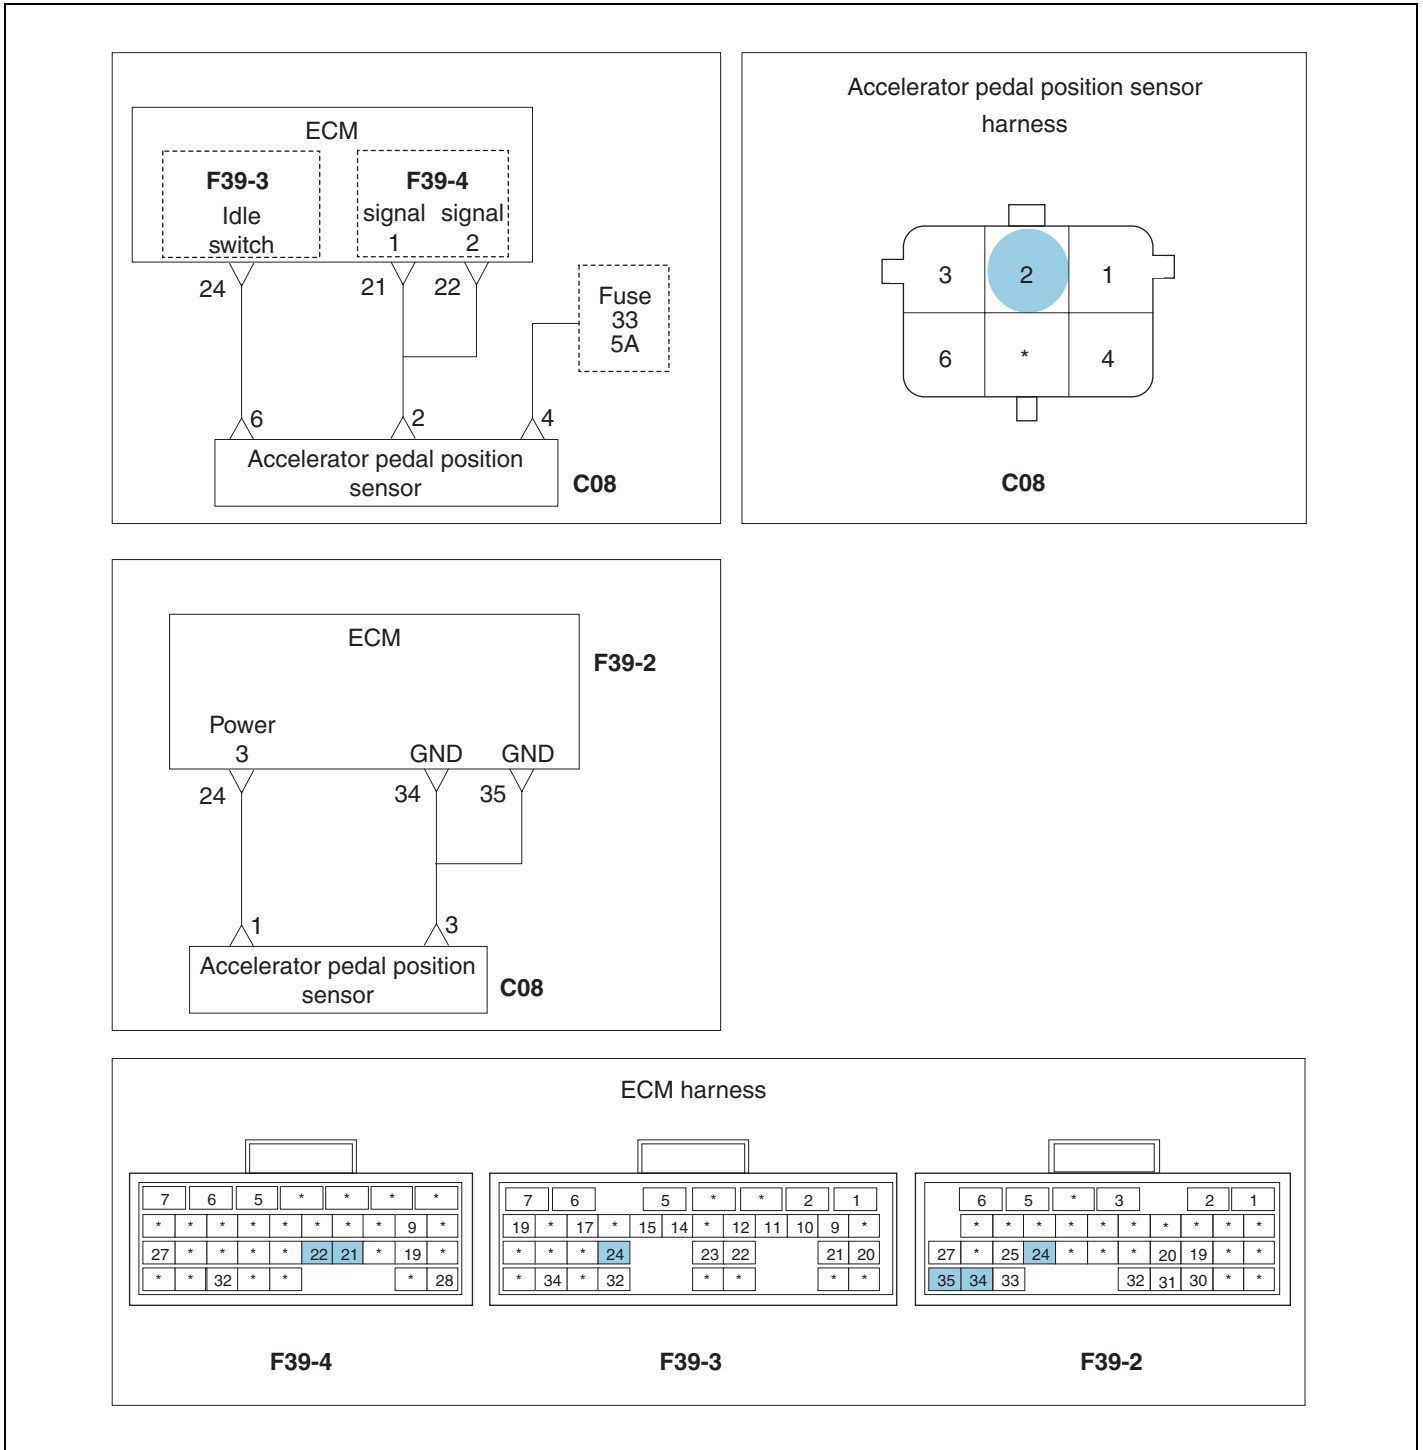 ECM
F39-3
F39-4
Idle
switch
signal signal
1 2
24
21
22
Fuse
33
5A
6
2
4
Accelerator pedal position
sensor
C08
Accelerator pedal position sensor
harness
3 2 1
6 * 4
C08
ECM
F39-2
Power
3
GND GND
24
34
35
1
3
Accelerator pedal position
sensor
C08
ECM harness
7 6 5 * * * *
* * * * * * * * 9 *
27 * * * * 22 21 * 19 *
* * 32 * * * 28
F39-4
7 6 5 * * 2 1
19 * 17 * 15 14 * 12 11 10 9 *
* * * 24 23 22 21 20
* 34 * 32 * * * *
F39-3
6 5 * 3 2 1
* * * * * * * * * *
27 * 25 24 * * * 20 19 * *
35 34 33 32 31 30 * *
F39-2